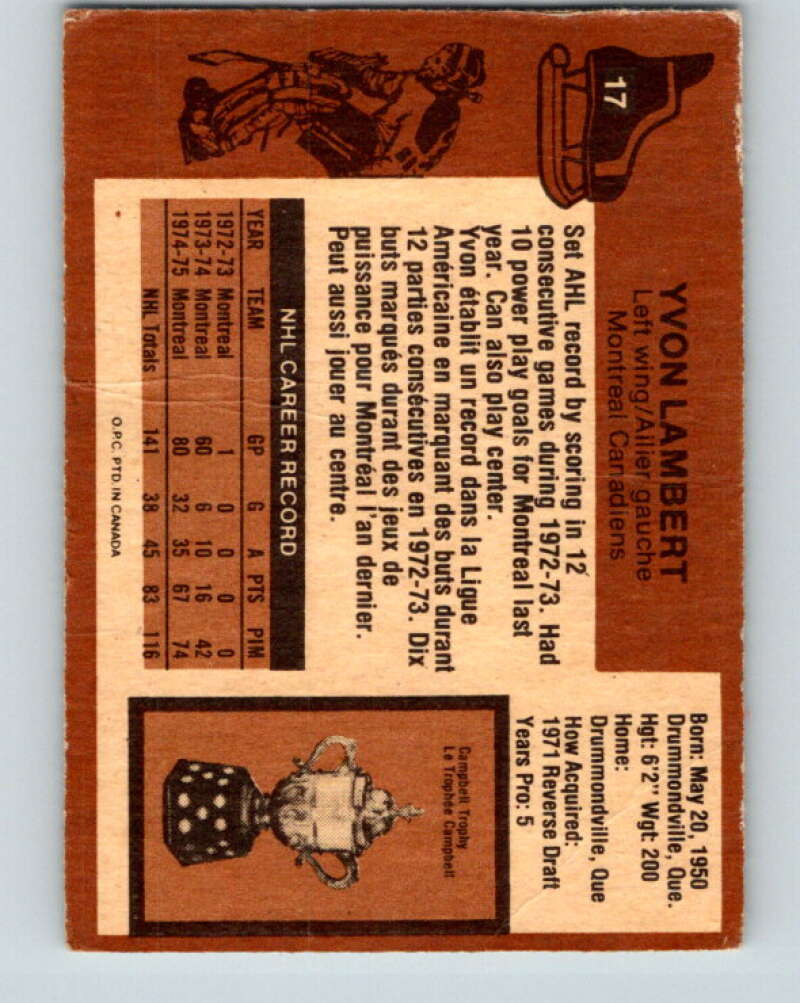 17
YVON LAMBERT
Left wing/Ailier gauche
Montreal Canadiens
Set AHL record by scoring in 12
consecutive games during 1972-73. Had
10 power play goals for Montreal last
year. Can also play center.
Yvon établit un record dans la Ligue
Américaine en marquant des buts durant
12 parties consécutives en 1972-73. Dix
buts marqués durant des jeux de
puissance pour Montréal l'an dernier.
Peut aussi jouer au centre.
NHL CAREER RECORD
YEAR TEAM GP G A PTS PIM
1972-73 Montreal 1 0 0 0 0
1973-74 Montreal 60 6 10 16 42
1974-75 Montreal 80 32 35 67 74
NHL Totals 141 38 45 83 116
O.P.C. PTD. IN CANADA
Born: May 20, 1950
Drummondville, Que.
Hgt: 6'2" Wgt: 200
Home:
Drummondville, Que
How Acquired:
1971 Reverse Draft
Years Pro: 5
Campbell Trophy
Le Trophée Campbell